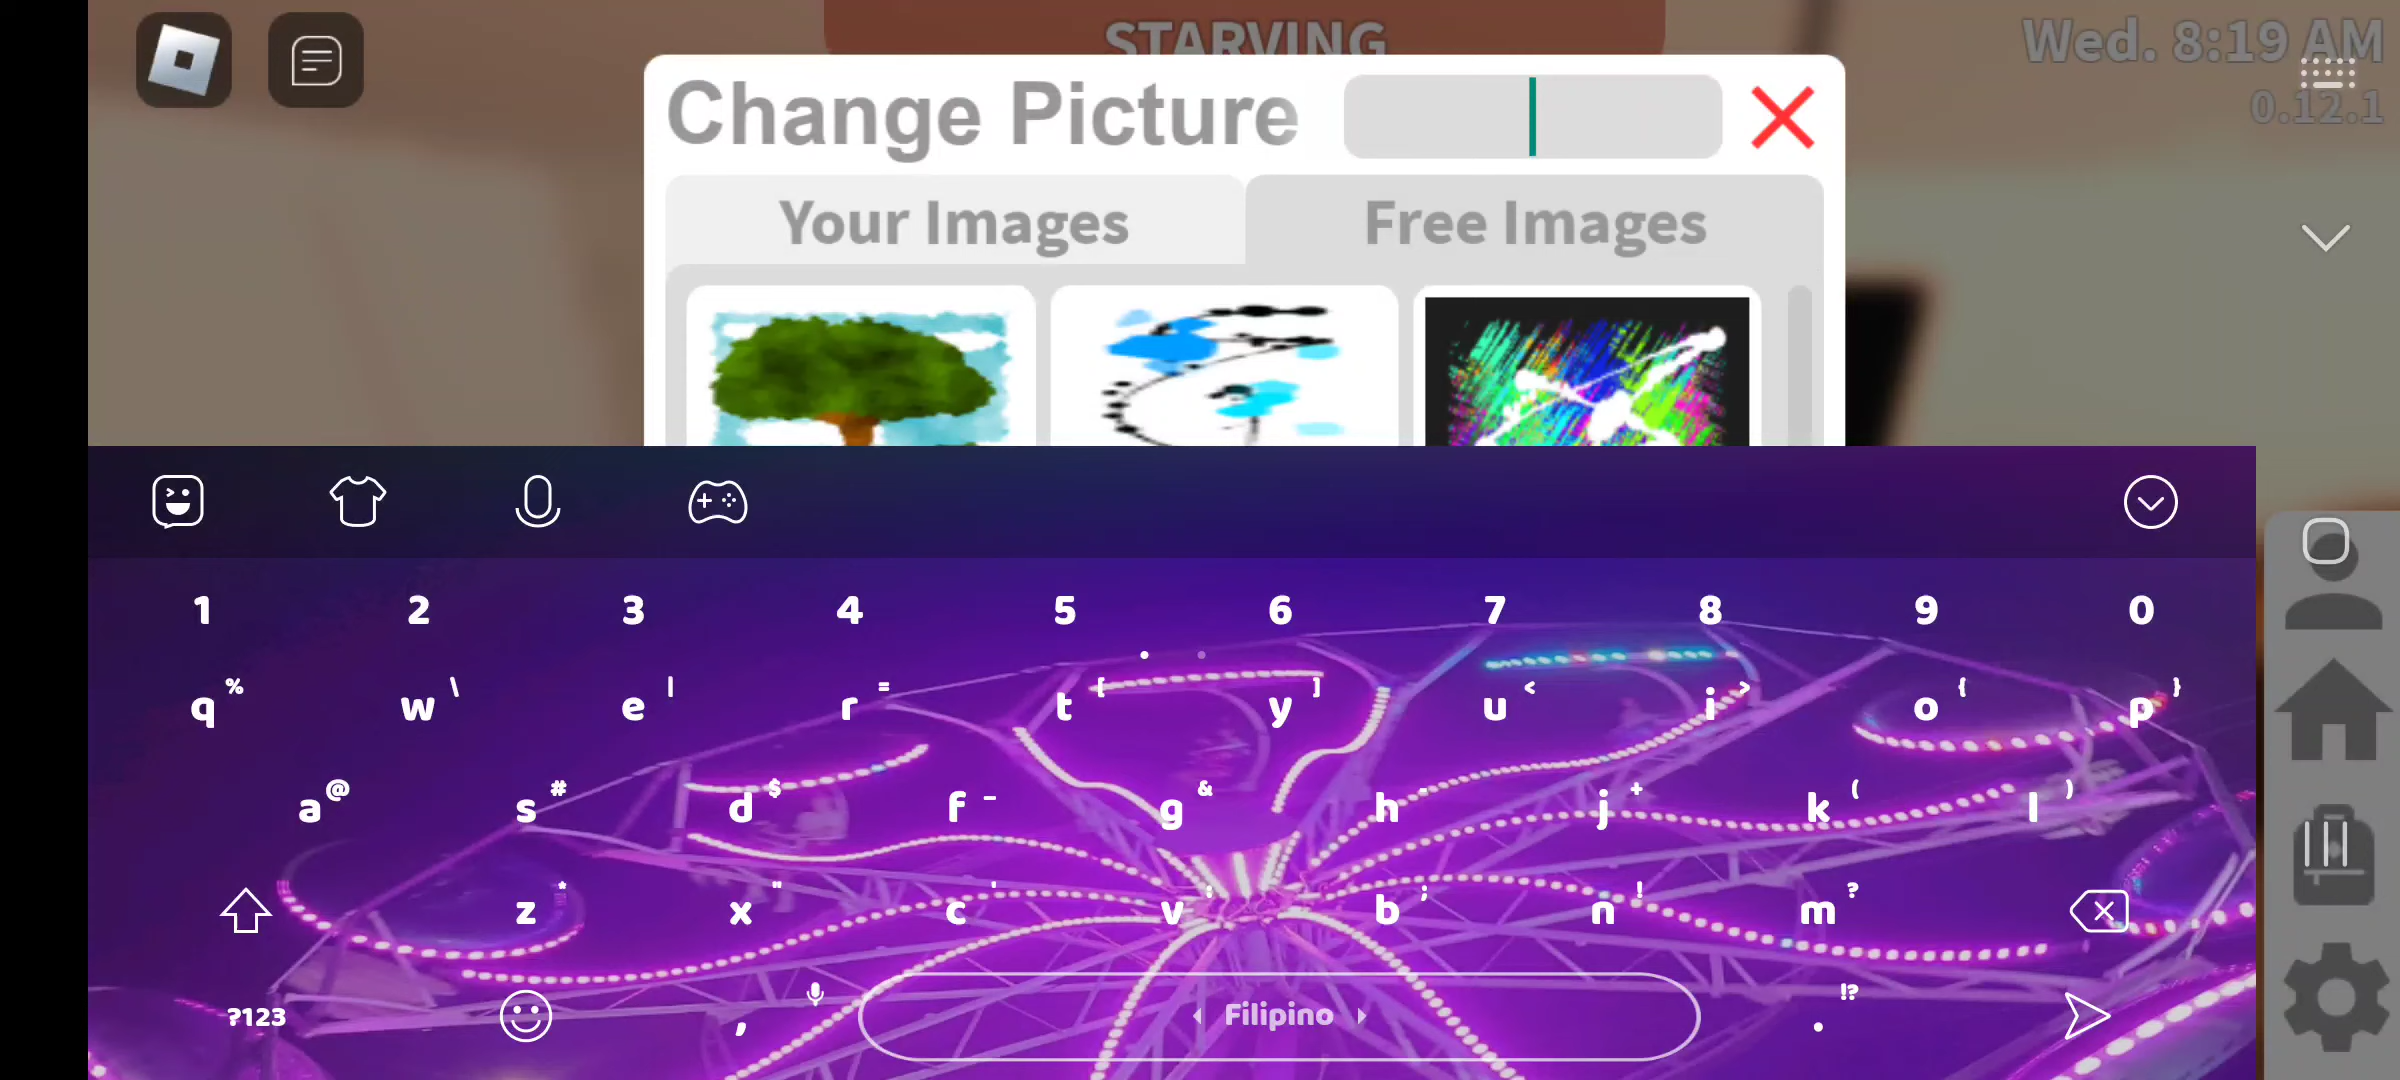 STARVING
Wed. 8:19 AM
0.12.1
Change Picture
Your Images
Free Images
1 2 3 4 5 6 7 8 9 0
q % w \ e | r = t [ y ] u < i > o { p }
a @ s # d $ f - g & h - j + k ( l )
z * x " c ' v : b ; n ! m ?
?123 , Filipino . !?